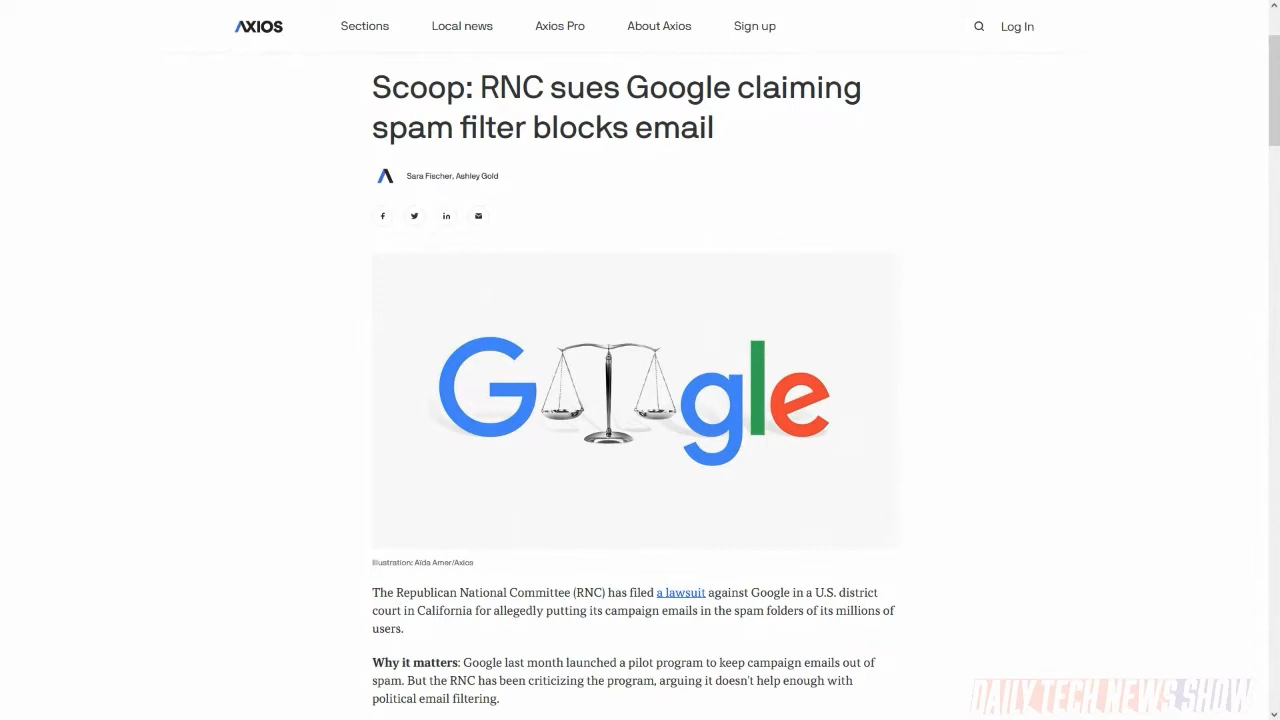 AXIOS
Sections
Local news
Axios Pro
About Axios
Sign up
Log In
Scoop: RNC sues Google claiming
spam filter blocks email
Sara Fischer, Ashley Gold
Google
Illustration: Aïda Amer/Axios
The Republican National Committee (RNC) has filed a lawsuit against Google in a U.S. district
court in California for allegedly putting its campaign emails in the spam folders of its millions of
users.
Why it matters: Google last month launched a pilot program to keep campaign emails out of
spam. But the RNC has been criticizing the program, arguing it doesn't help enough with
political email filtering.
DAILY TECH NEWS SHOW